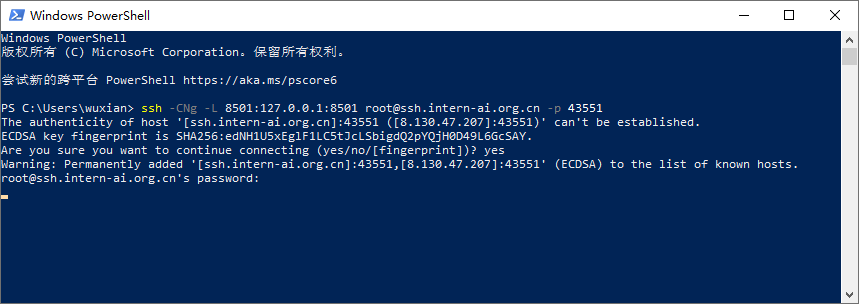 Windows PowerShell
Windows PowerShell
版权所有 (C) Microsoft Corporation。保留所有权利。
尝试新的跨平台 PowerShell https://aka.ms/pscore6
PS C:\Users\wuxian> ssh -CNg -L 8501:127.0.0.1:8501 root@ssh.intern-ai.org.cn -p 43551
The authenticity of host '[ssh.intern-ai.org.cn]:43551 ([8.130.47.207]:43551)' can't be established.
ECDSA key fingerprint is SHA256:edNH1U5xEglF1LC5tJcLSbigdQ2pYQjH0D49L6GcSAY.
Are you sure you want to continue connecting (yes/no/[fingerprint])? yes
Warning: Permanently added '[ssh.intern-ai.org.cn]:43551,[8.130.47.207]:43551' (ECDSA) to the list of known hosts.
root@ssh.intern-ai.org.cn's password: